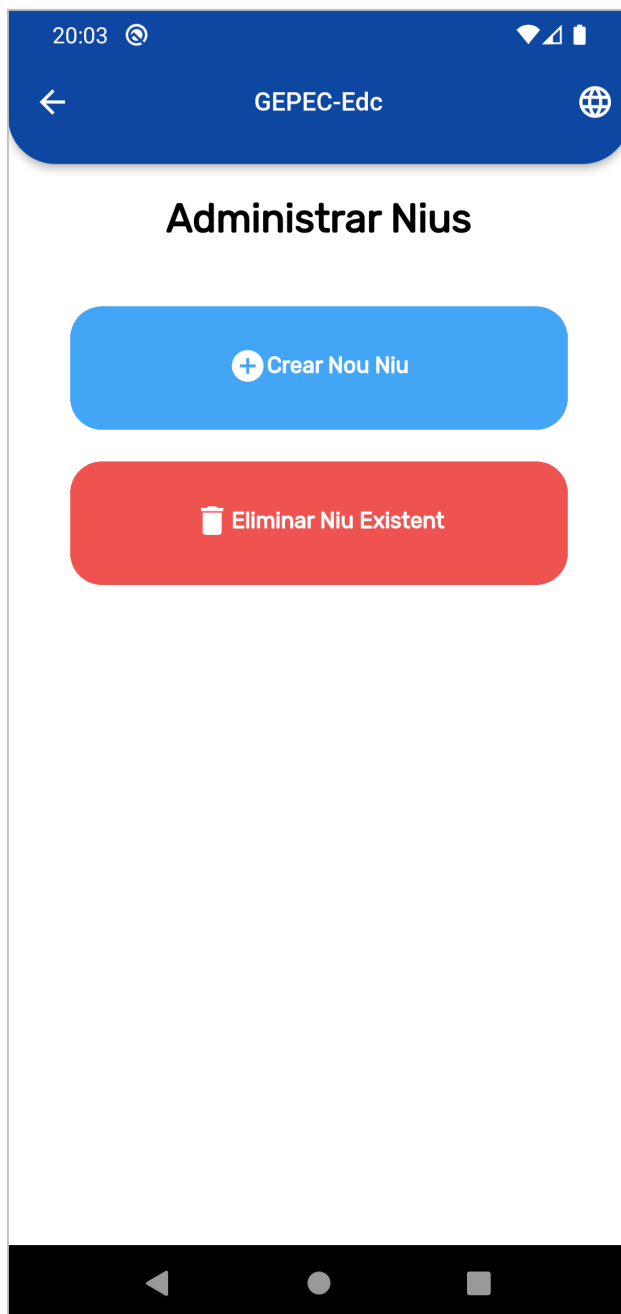 20:03
GEPEC-Edc
Administrar Nius
Crear Nou Niu
Eliminar Niu Existent